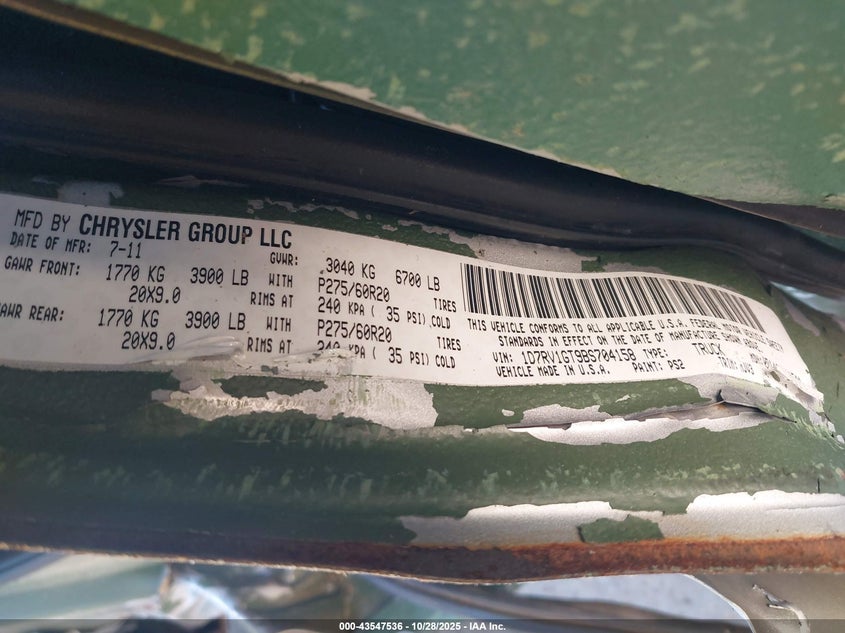 MFD BY CHRYSLER GROUP LLC
DATE OF MFR: 7-11 GVWR: 3040 KG 6700 LB
GAWR FRONT: 1770 KG 3900 LB WITH P275/60R20 TIRES
20X9.0 RIMS AT 240 KPA ( 35 PSI) COLD
GAWR REAR: 1770 KG 3900 LB WITH P275/60R20 TIRES
20X9.0 RIMS AT 240 KPA ( 35 PSI) COLD
THIS VEHICLE CONFORMS TO ALL APPLICABLE U.S.A. FEDERAL MOTOR VEHICLE SAFETY
STANDARDS IN EFFECT ON THE DATE OF MANUFACTURE SHOWN ABOVE
VIN: 1D7RV1GT9BS704158 TYPE: TRUCK
VEHICLE MADE IN U.S.A. PAINT: PS2
000-43547536 - 10/28/2025 - IAA Inc.